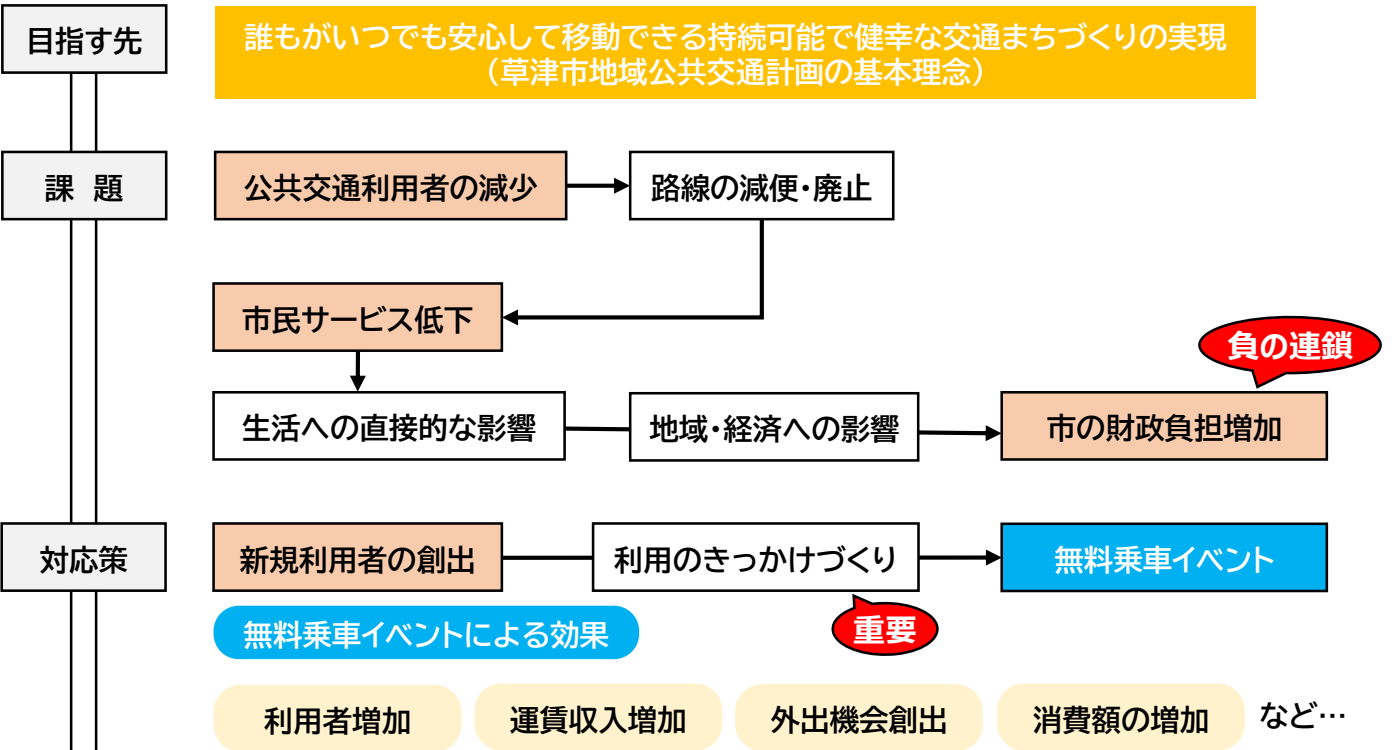 目指す先
誰もがいつでも安心して移動できる持続可能で健幸な交通まちづくりの実現
（草津市地域公共交通計画の基本理念）
課 題
公共交通利用者の減少
路線の減便・廃止
市民サービス低下
負の連鎖
生活への直接的な影響
地域・経済への影響
市の財政負担増加
対応策
新規利用者の創出
利用のきっかけづくり
無料乗車イベント
重要
無料乗車イベントによる効果
利用者増加
運賃収入増加
外出機会創出
消費額の増加
など…